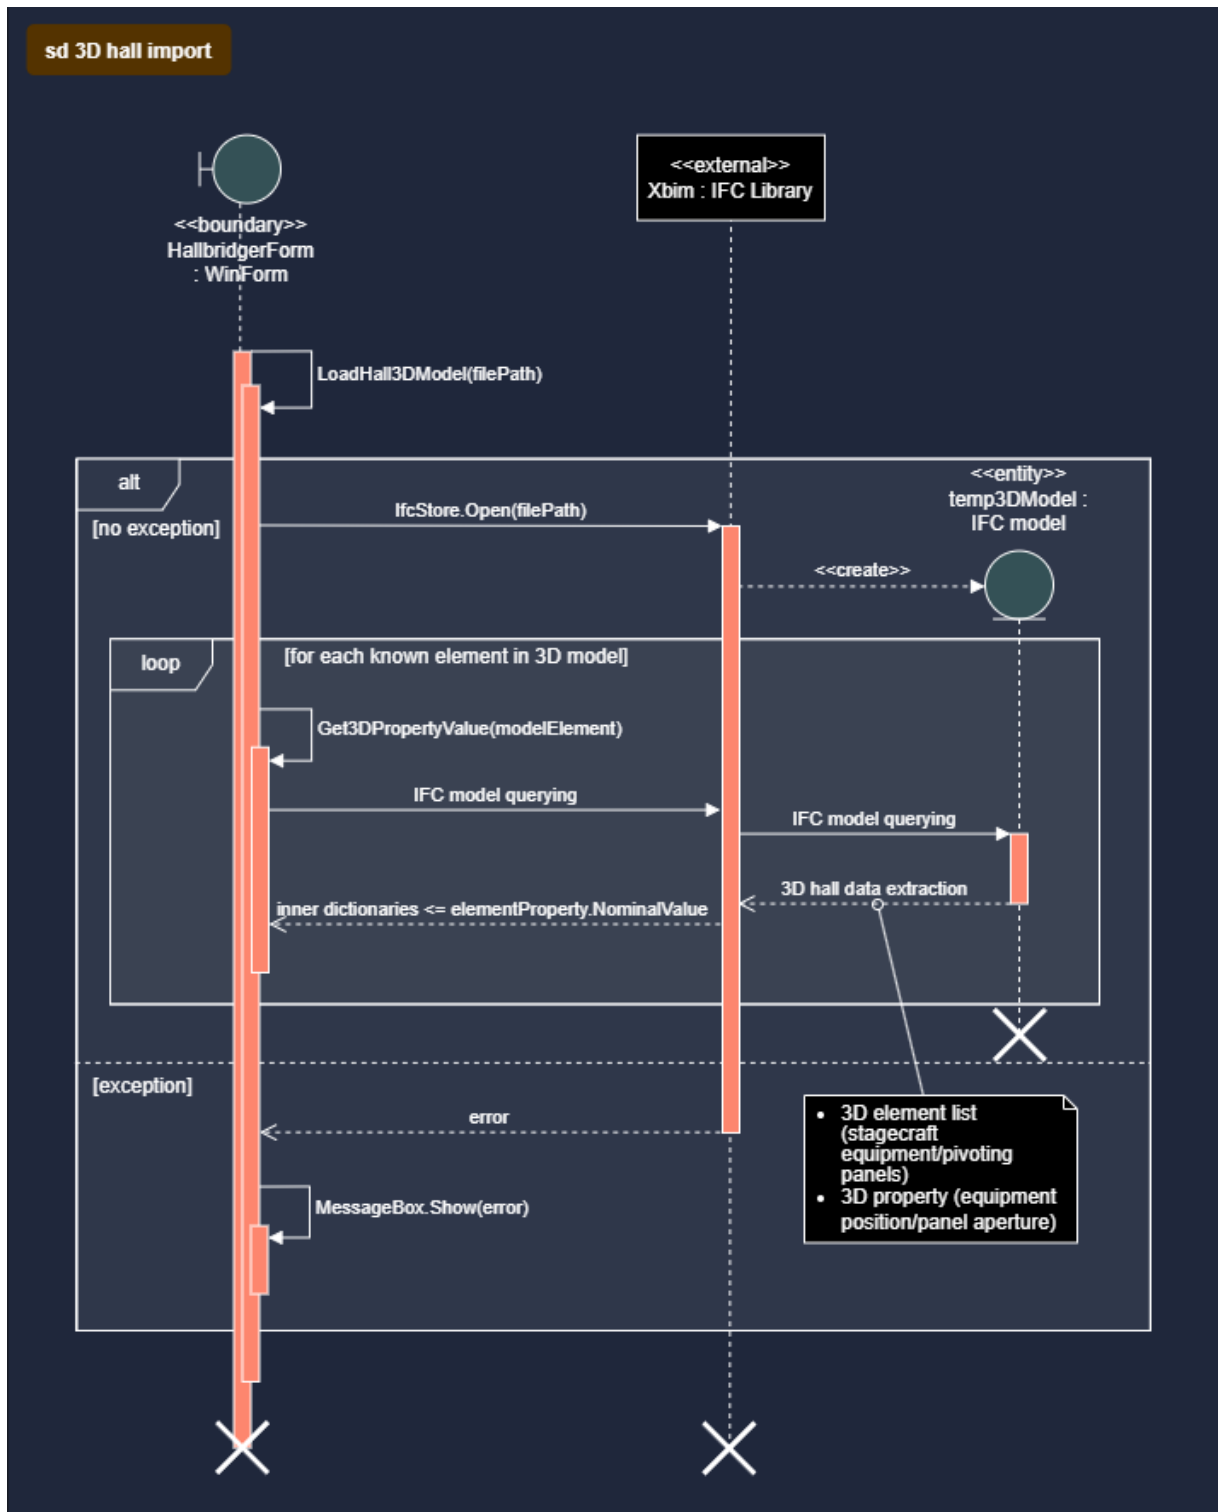 sd 3D hall import
<<external>>
Xbim : IFC Library
<<boundary>>
HallbridgerForm
: WinForm
LoadHall3DModel(filePath)
alt
<<entity>>
temp3DModel :
IFC model
[no exception]
IfcStore.Open(filePath)
<<create>>
loop
[for each known element in 3D model]
Get3DPropertyValue(modelElement)
IFC model querying
IFC model querying
3D hall data extraction
inner dictionaries <= elementProperty.NominalValue
[exception]
error
• 3D element list
(stagecraft
equipment/pivoting
panels)
• 3D property (equipment
position/panel aperture)
MessageBox.Show(error)